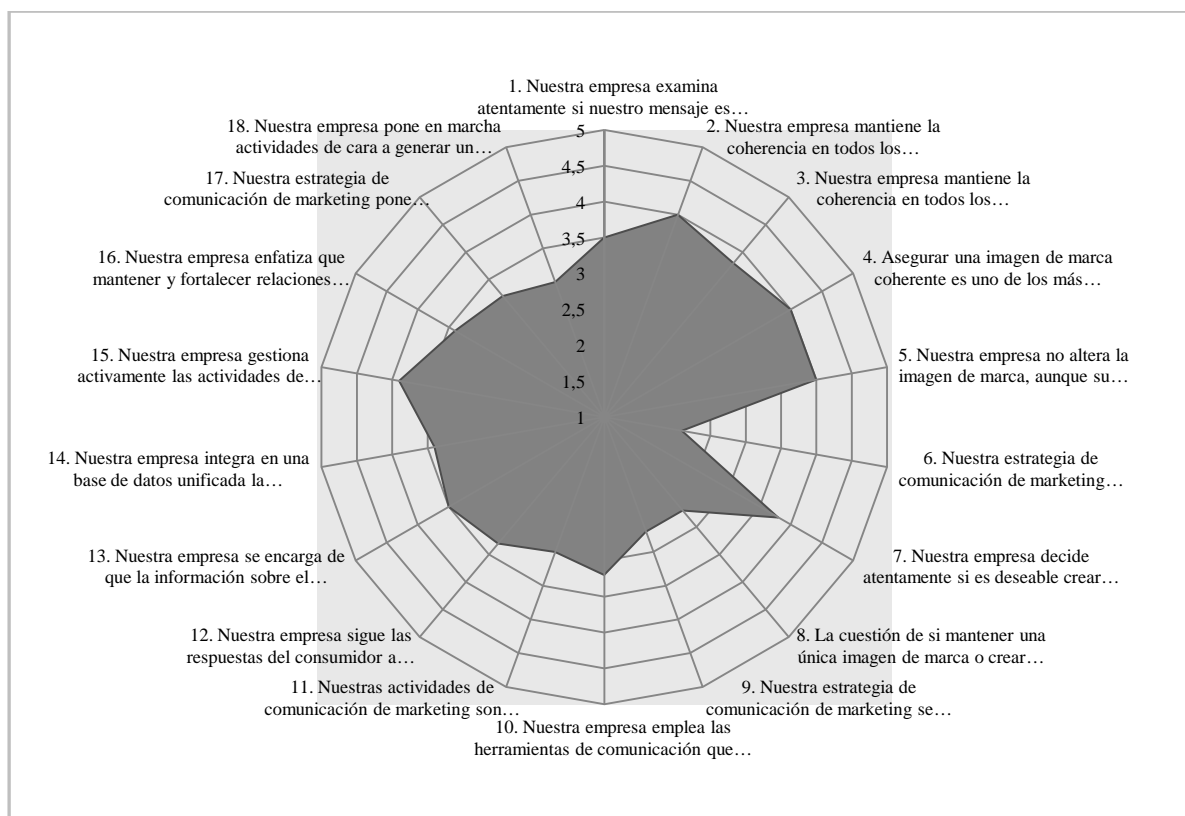 1. Nuestra empresa examina
atentamente si nuestro mensaje es…
2. Nuestra empresa mantiene la
coherencia en todos los…
3. Nuestra empresa mantiene la
coherencia en todos los…
4. Asegurar una imagen de marca
coherente es uno de los más…
5. Nuestra empresa no altera la
imagen de marca, aunque su…
6. Nuestra estrategia de
comunicación de marketing…
7. Nuestra empresa decide
atentamente si es deseable crear…
8. La cuestión de si mantener una
única imagen de marca o crear…
9. Nuestra estrategia de
comunicación de marketing se…
10. Nuestra empresa emplea las
herramientas de comunicación que…
11. Nuestras actividades de
comunicación de marketing son…
12. Nuestra empresa sigue las
respuestas del consumidor a…
13. Nuestra empresa se encarga de
que la información sobre el…
14. Nuestra empresa integra en una
base de datos unificada la…
15. Nuestra empresa gestiona
activamente las actividades de…
16. Nuestra empresa enfatiza que
mantener y fortalecer relaciones…
17. Nuestra estrategia de
comunicación de marketing pone…
18. Nuestra empresa pone en marcha
actividades de cara a generar un…
5
4,5
4
3,5
3
2,5
2
1,5
1